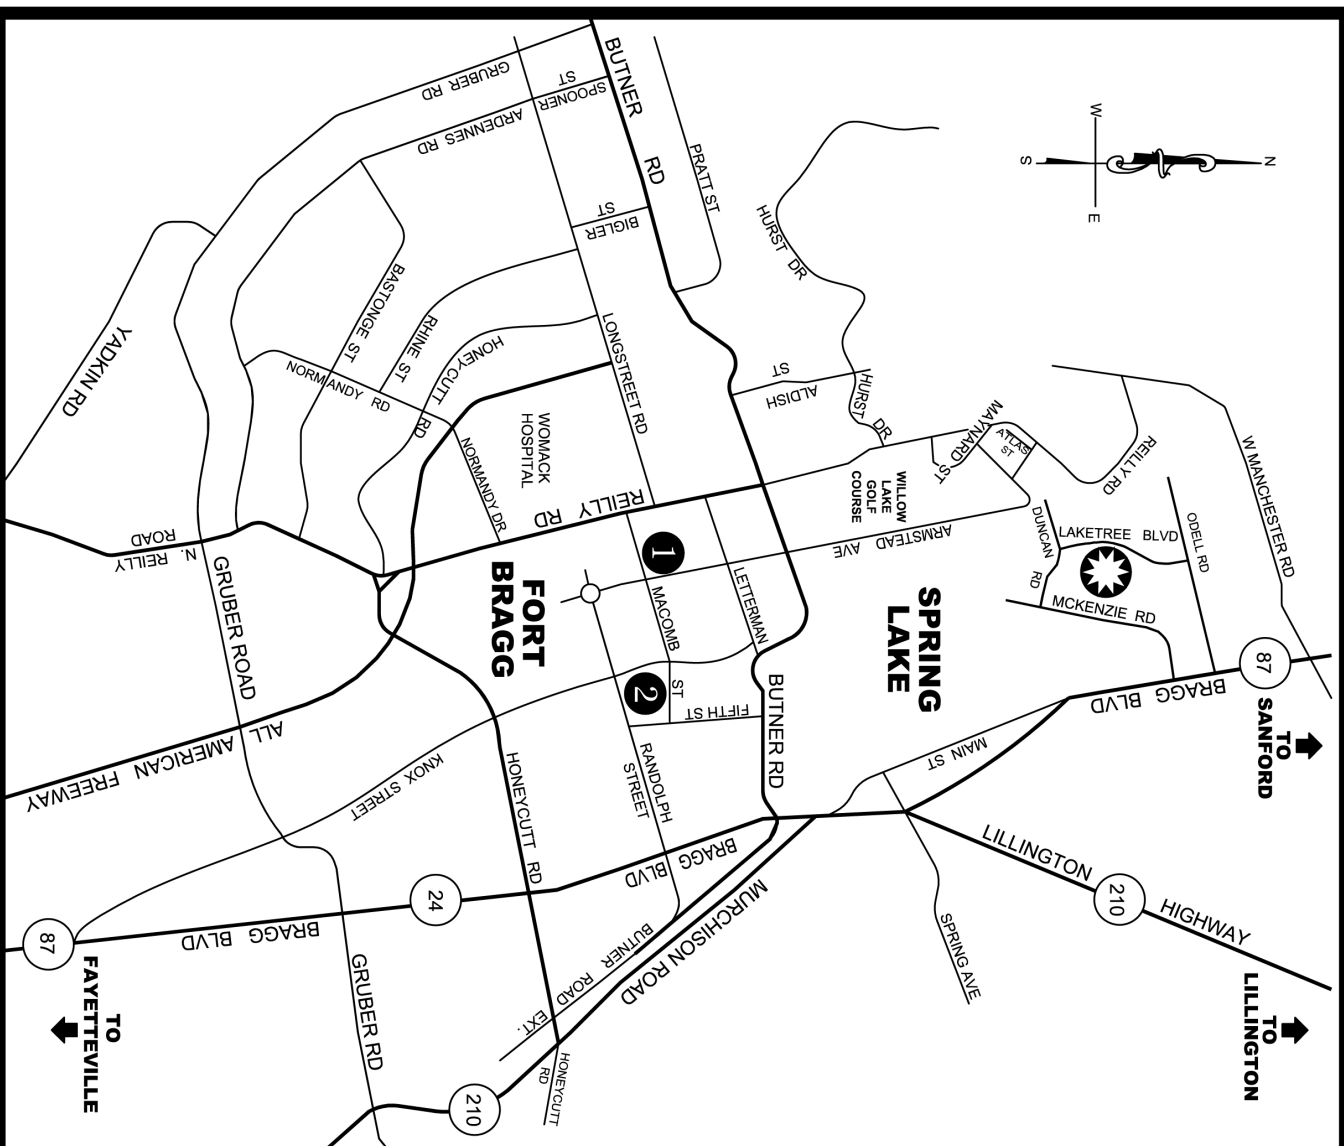 W
S
N
E
BUTNER
RD
GRUBER RD
ST
SPOONER
ARDENNES RD
PRATT ST
HURST DR
ST
BIGLER
BASTONGE ST
RHINE ST
HONEYCUTT
RD
LONGSTREET RD
NORMANDY RD
YADKIN RD
ST
ALDISH
HURST
DR
MAYNARD
ST
ATLAS
ST
REILLY RD
W MANCHESTER RD
WOMACK
HOSPITAL
NORMANDY DR
REILLY
RD
WILLOW
LAKE
GOLF
COURSE
ARMSTEAD AVE
DUNCAN
RD
LAKETREE BLVD
ODELL RD
MCKENZIE RD
N. REILLY
ROAD
GRUBER ROAD
FORT
BRAGG
1
MACOMB
ST
LETTERMAN
SPRING
LAKE
2
FIFTH ST
BUTNER RD
BRAGG BLVD
87
TO
SANFORD
ALL AMERICAN FREEWAY
KNOX STREET
HONEYCUTT RD
RANDOLPH
STREET
MAIN ST
LILLINGTON
210
HIGHWAY
BRAGG
BLVD
24
BRAGG BLVD
87
TO
FAYETTEVILLE
GRUBER RD
BUTNER ROAD EXT.
MURCHISON ROAD
SPRING AVE
TO
LILLINGTON
HONEYCUTT
RD
210